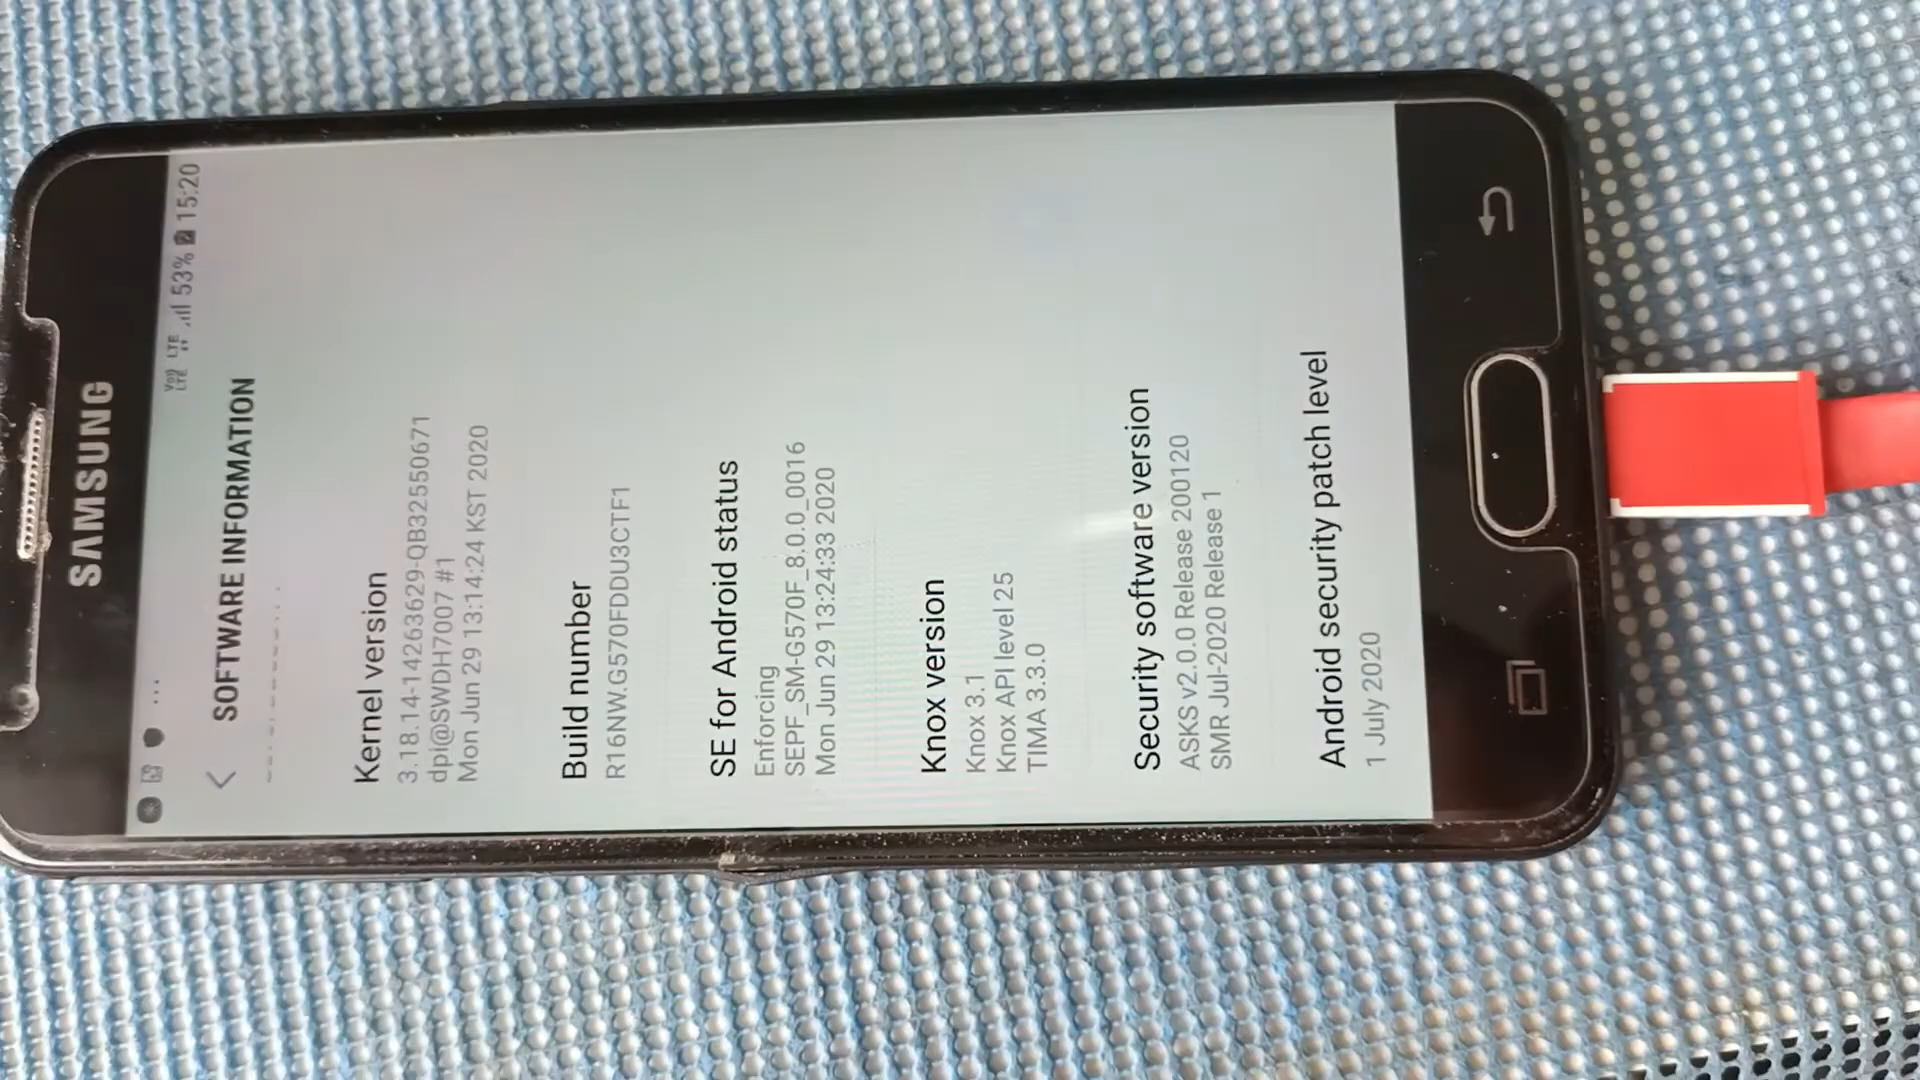 SAMSUNG
VoLTE LTE 53% 15:20
SOFTWARE INFORMATION
Kernel version
3.18.14-14263629-QB32550671
dpi@SWDH7007 #1
Mon Jun 29 13:14:24 KST 2020
Build number
R16NW.G570FDDU3CTF1
SE for Android status
Enforcing
SEPF_SM-G570F_8.0.0_0016
Mon Jun 29 13:24:33 2020
Knox version
Knox 3.1
Knox API level 25
TIMA 3.3.0
Security software version
ASKS v2.0.0 Release 200120
SMR Jul-2020 Release 1
Android security patch level
1 July 2020